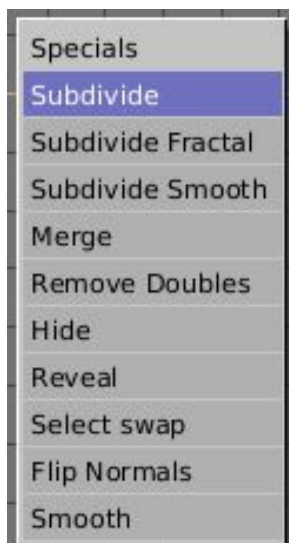 Specials
Subdivide
Subdivide Fractal
Subdivide Smooth
Merge
Remove Doubles
Hide
Reveal
Select swap
Flip Normals
Smooth